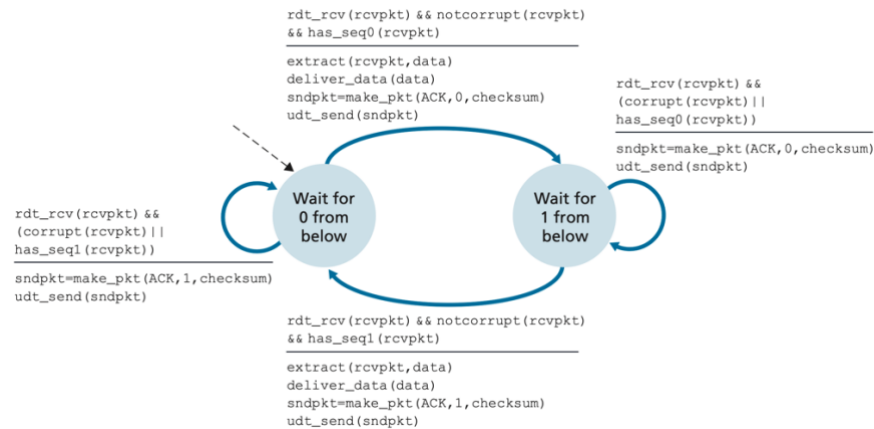 rdt_rcv(rcvpkt) && notcorrupt(rcvpkt)
&& has_seq0(rcvpkt)
extract(rcvpkt,data)
deliver_data(data)
sndpkt=make_pkt(ACK,0,checksum)
udt_send(sndpkt)
rdt_rcv(rcvpkt) &&
(corrupt(rcvpkt)||
has_seq0(rcvpkt))
sndpkt=make_pkt(ACK,0,checksum)
udt_send(sndpkt)
Wait for
0 from
below
Wait for
1 from
below
rdt_rcv(rcvpkt) &&
(corrupt(rcvpkt)||
has_seq1(rcvpkt))
sndpkt=make_pkt(ACK,1,checksum)
udt_send(sndpkt)
rdt_rcv(rcvpkt) && notcorrupt(rcvpkt)
&& has_seq1(rcvpkt)
extract(rcvpkt,data)
deliver_data(data)
sndpkt=make_pkt(ACK,1,checksum)
udt_send(sndpkt)